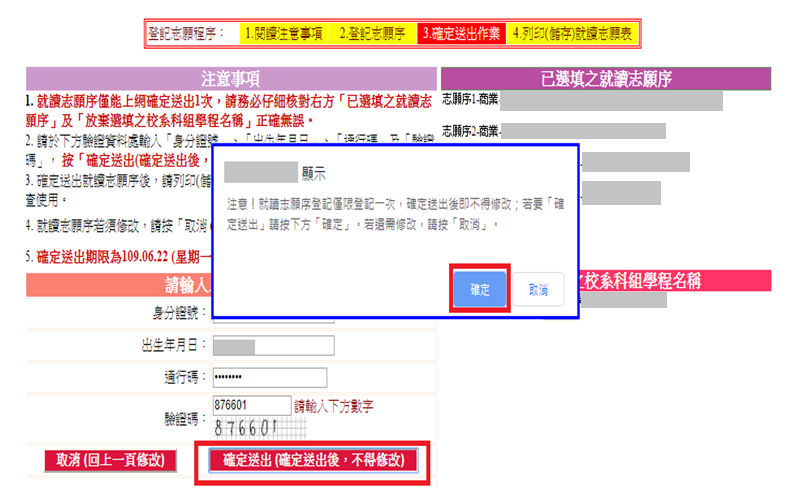 登記志願程序： 1.閱讀注意事項 2.登記志願序 3.確定送出作業 4.列印(儲存)就讀志願表
注意事項
1. 就讀志願序僅能上網確定送出1次，請務必仔細核對右方「已選填之就讀志
願序」及「放棄選填之校系科組學程名稱」正確無誤。
2. 請於下方驗證資料處輸入「身分證號」、「出生年月日」、「通行碼」及「驗證
碼」，按「確定送出(確定送出後，
3. 確定送出就讀志願序後，請列印(儲
查使用。
4. 就讀志願序若須修改，請按「取消
5. 確定送出期限為109.06.22 (星期一
已選填之就讀志願序
志願序1-商業-
志願序2-商業-
顯示
注意！就讀志願序登記僅限登記一次，確定送出後即不得修改；若要「確
定送出」請按下方「確定」。若還需修改，請按「取消」。
確定 取消
請輸入
之校系科組學程名稱
身分證號：
出生年月日：
通行碼： ••••••••
驗證碼： 876601 請輸入下方數字
876601
取消 (回上一頁修改) 確定送出 (確定送出後，不得修改)